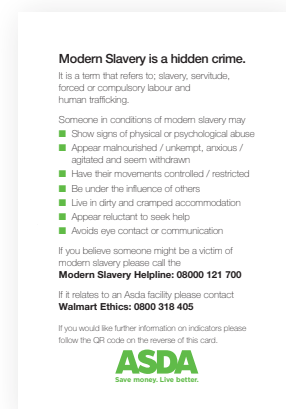 Modern Slavery is a hidden crime.
It is a term that refers to; slavery, servitude,
forced or compulsory labour and
human trafficking.
Someone in conditions of modern slavery may
Show signs of physical or psychological abuse
Appear malnourished / unkempt, anxious /
agitated and seem withdrawn
Have their movements controlled / restricted
Be under the influence of others
Live in dirty and cramped accommodation
Appear reluctant to seek help
Avoids eye contact or communication
If you believe someone might be a victim of
modern slavery please call the
Modern Slavery Helpline: 08000 121 700
If it relates to an Asda facility please contact
Walmart Ethics: 0800 318 405
If you would like further information on indicators please
follow the QR code on the reverse of this card.
ASDA
Save money. Live better.